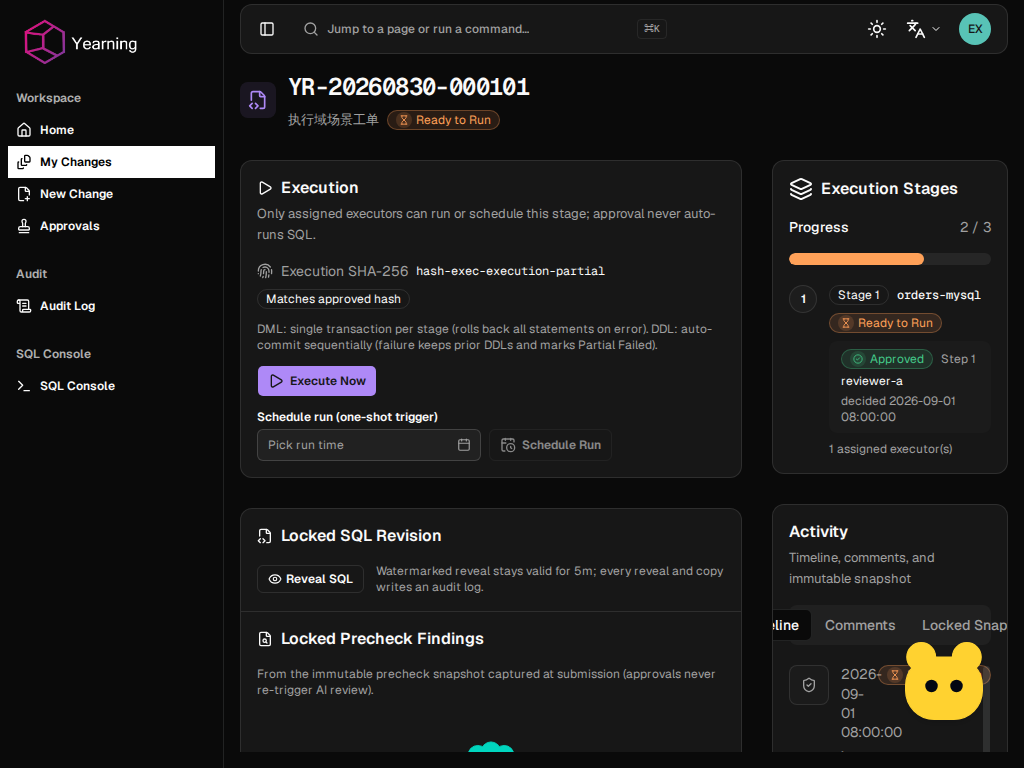 Yearning
Workspace
Home
My Changes
New Change
Approvals
Audit
Audit Log
SQL Console
SQL Console
Jump to a page or run a command...
⌘K
EX
YR-20260830-000101
执行域场景工单
Ready to Run
Execution
Only assigned executors can run or schedule this stage; approval never auto-
runs SQL.
Execution SHA-256 hash-exec-execution-partial
Matches approved hash
DML: single transaction per stage (rolls back all statements on error). DDL: auto-
commit sequentially (failure keeps prior DDLs and marks Partial Failed).
Execute Now
Schedule run (one-shot trigger)
Pick run time
Schedule Run
Locked SQL Revision
Reveal SQL
Watermarked reveal stays valid for 5m; every reveal and copy
writes an audit log.
Locked Precheck Findings
From the immutable precheck snapshot captured at submission (approvals never
re-trigger AI review).
Execution Stages
Progress 2 / 3
1
Stage 1 orders-mysql
Ready to Run
Approved Step 1
reviewer-a
decided 2026-09-01
08:00:00
1 assigned executor(s)
Activity
Timeline, comments, and
immutable snapshot
eline Comments Locked Snap
2026-
09-
01
08:00:00